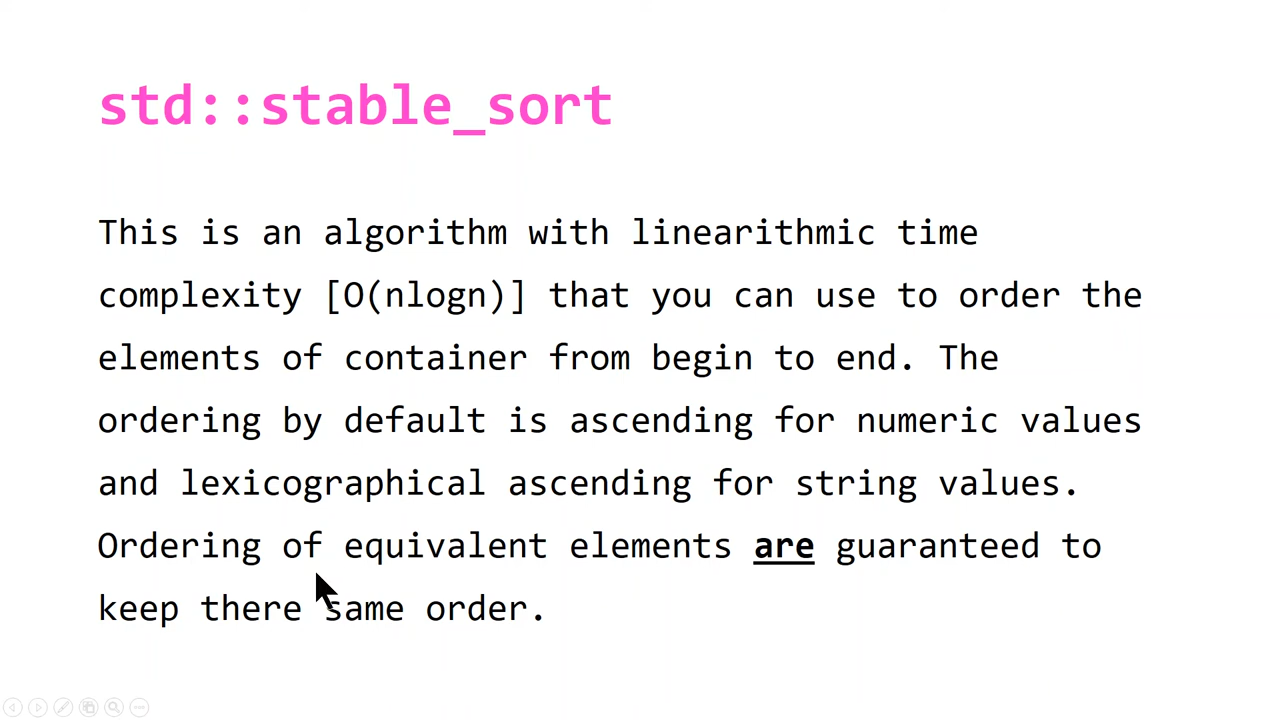 std::stable_sort
This is an algorithm with linearithmic time
complexity [O(nlogn)] that you can use to order the
elements of container from begin to end. The
ordering by default is ascending for numeric values
and lexicographical ascending for string values.
Ordering of equivalent elements are guaranteed to
keep there same order.